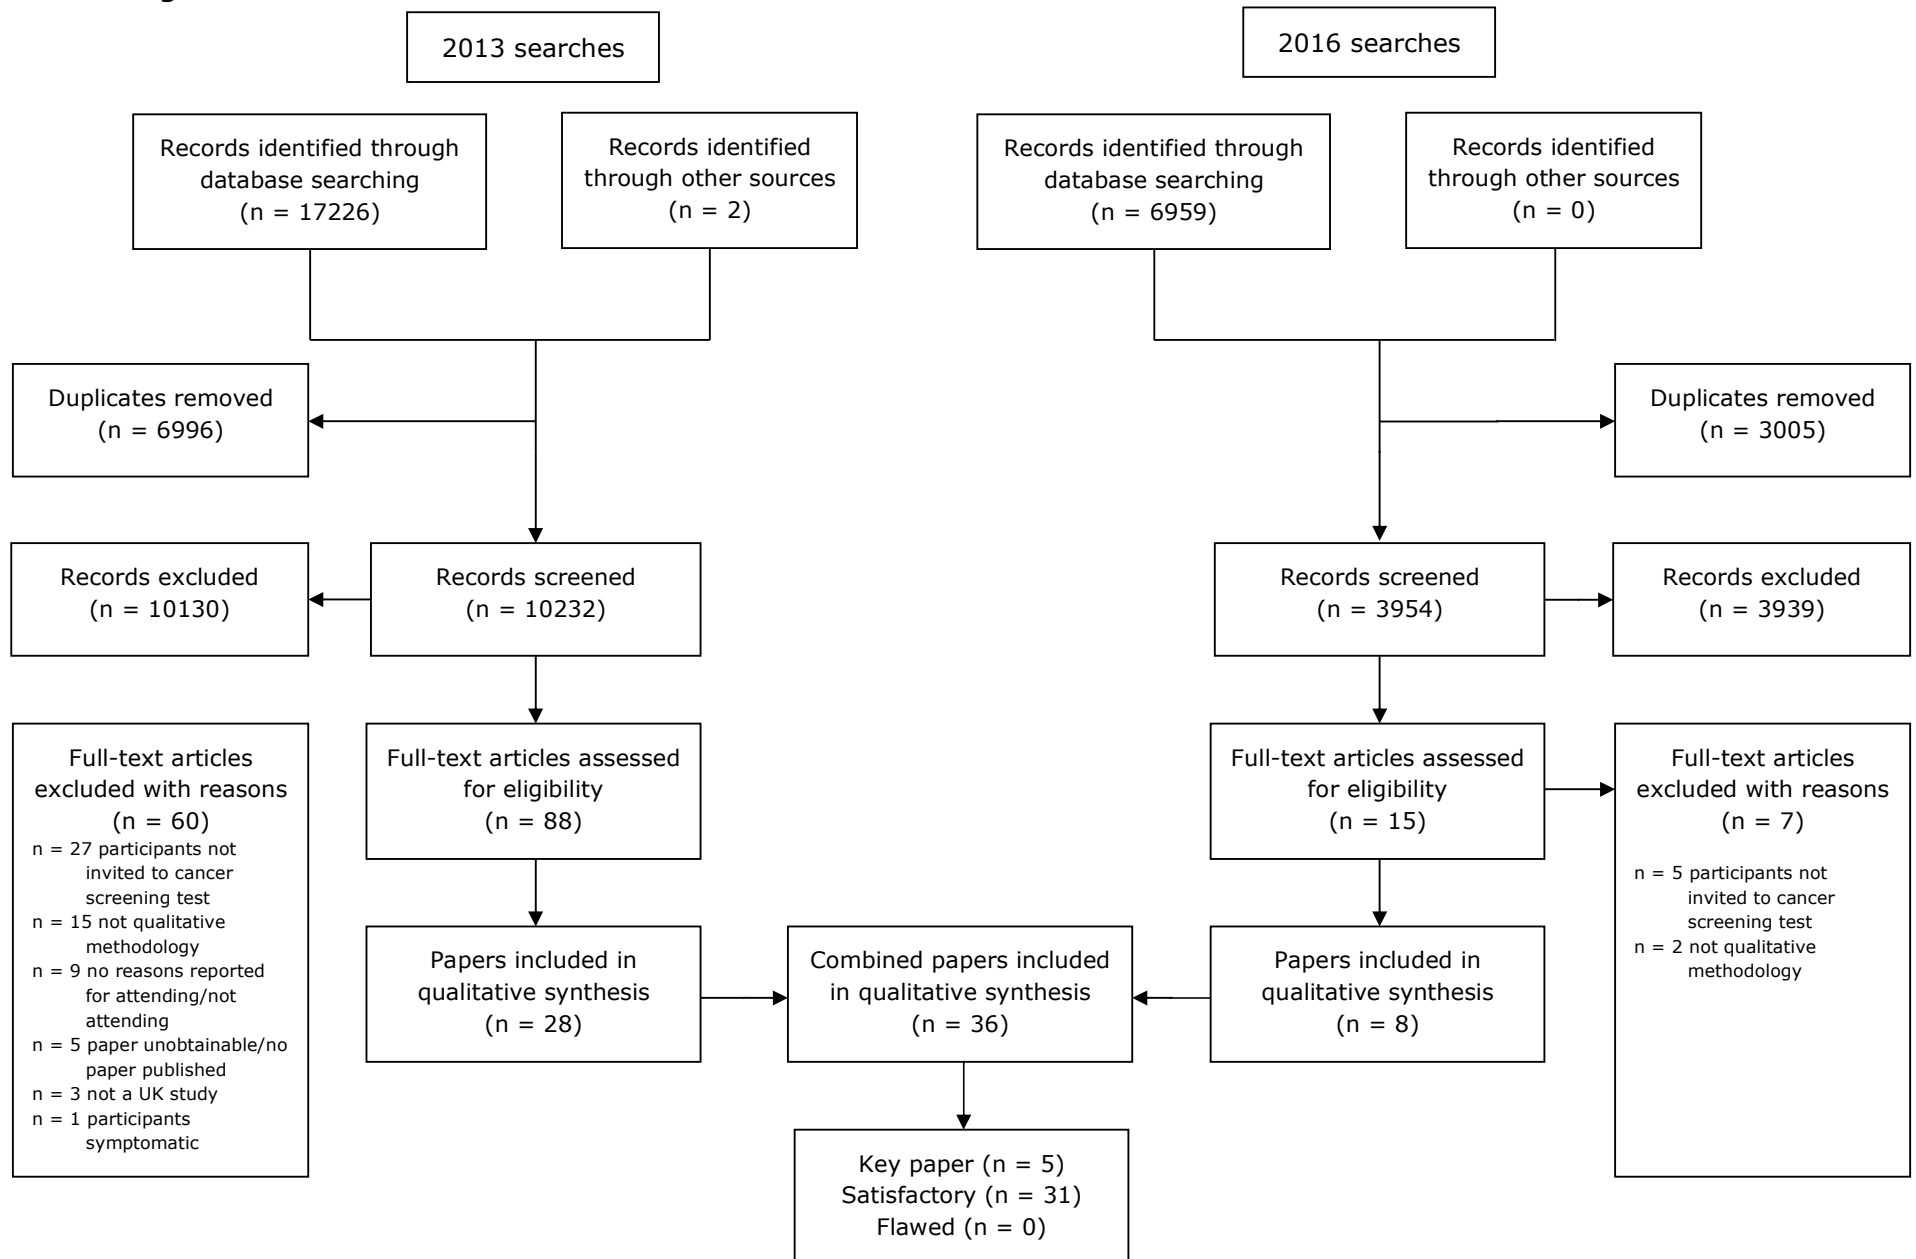 2013 searches
2016 searches
Records identified through
database searching
(n = 17226)
Records identified
through other sources
(n = 2)
Records identified through
database searching
(n = 6959)
Records identified
through other sources
(n = 0)
Duplicates removed
(n = 6996)
Duplicates removed
(n = 3005)
Records excluded
(n = 10130)
Records screened
(n = 10232)
Records screened
(n = 3954)
Records excluded
(n = 3939)
Full-text articles
excluded with reasons
(n = 60)
n = 27 participants not
invited to cancer
screening test
n = 15 not qualitative
methodology
n = 9 no reasons reported
for attending/not
attending
n = 5 paper unobtainable/no
paper published
n = 3 not a UK study
n = 1 participants
symptomatic
Full-text articles assessed
for eligibility
(n = 88)
Full-text articles assessed
for eligibility
(n = 15)
Full-text articles
excluded with reasons
(n = 7)
n = 5 participants not
invited to cancer
screening test
n = 2 not qualitative
methodology
Papers included in
qualitative synthesis
(n = 28)
Combined papers included
in qualitative synthesis
(n = 36)
Papers included in
qualitative synthesis
(n = 8)
Key paper (n = 5)
Satisfactory (n = 31)
Flawed (n = 0)